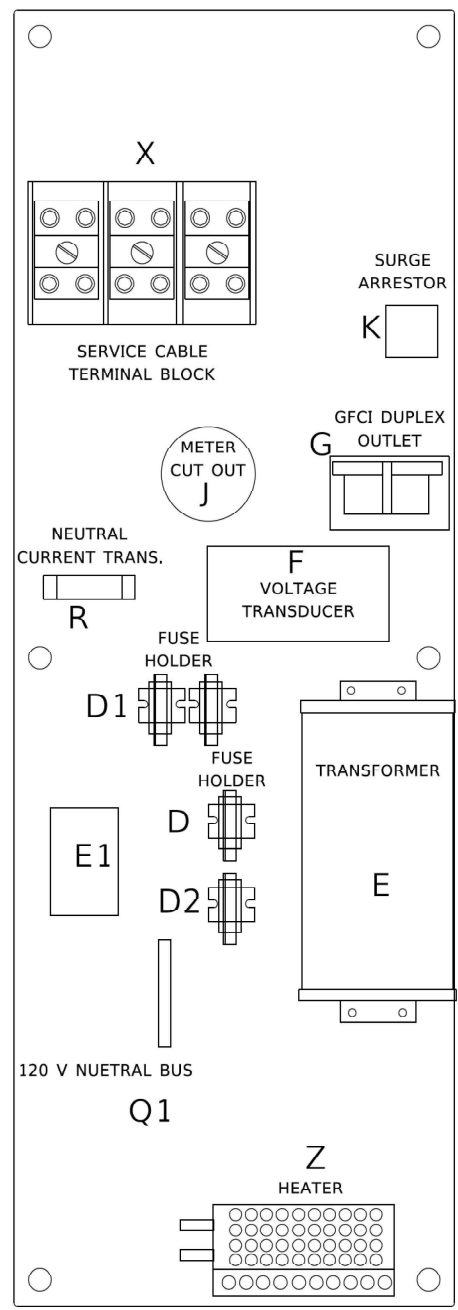 X
SERVICE CABLE
TERMINAL BLOCK
SURGE
ARRESTOR
K
GFCI DUPLEX
OUTLET
G
METER
CUT OUT
J
NEUTRAL
CURRENT TRANS.
R
F
VOLTAGE
TRANSDUCER
FUSE
HOLDER
D1
FUSE
HOLDER
D
TRANSFORMER
E
E1
D2
120 V NUETRAL BUS
Q1
Z
HEATER